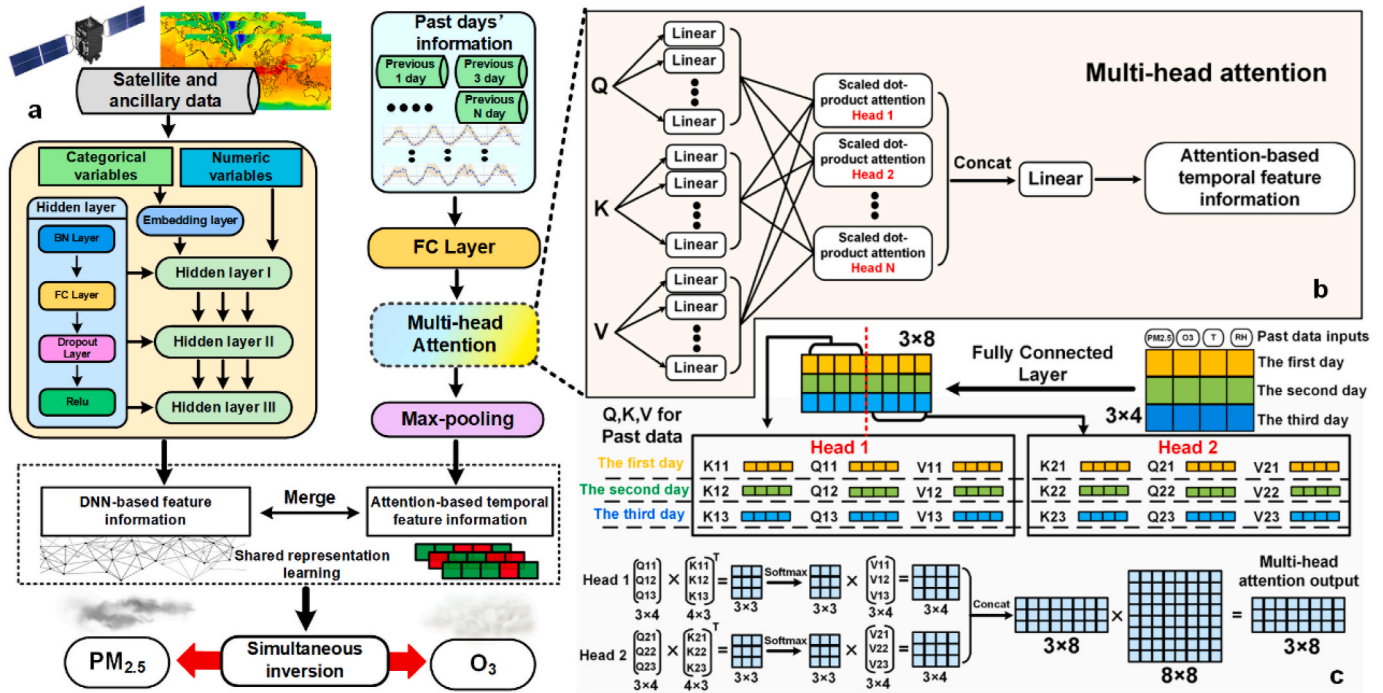 a
Satellite and
ancillary data
Categorical
variables
Numeric
variables
Hidden layer
BN Layer
FC Layer
Dropout
Layer
Relu
Embedding layer
Hidden layer I
Hidden layer II
Hidden layer III
Past days'
information
Previous
1 day
Previous
3 day
Previous
N day
FC Layer
Multi-head
Attention
Max-pooling
DNN-based feature
information
Merge
Attention-based temporal
feature information
Shared representation
learning
PM2.5
Simultaneous
inversion
O3
Q
Linear
Linear
Linear
K
Linear
Linear
Linear
V
Linear
Linear
Linear
Scaled dot-
product attention
Head 1
Scaled dot-
product attention
Head 2
Scaled dot-
product attention
Head N
Concat
Linear
Multi-head attention
Attention-based
temporal feature
information
b
3×8
Fully Connected
Layer
PM2.5 O3 T RH Past data inputs
The first day
The second day
The third day
3×4
Q,K,V for
Past data
Head 1
Head 2
The first day K11 Q11 V11 K21 Q21 V21
The second day K12 Q12 V12 K22 Q22 V22
The third day K13 Q13 V13 K23 Q23 V23
Head 1
Q11
Q12
Q13
3×4
×
K11
K12
K13
T
4×3
=
3×3
Softmax
3×3
×
V11
V12
V13
3×4
=
3×4
Head 2
Q21
Q22
Q23
3×4
×
K21
K22
K23
T
4×3
=
3×3
Softmax
3×3
×
V21
V22
V23
3×4
=
3×4
Concat
3×8
×
8×8
=
Multi-head
attention output
3×8
c